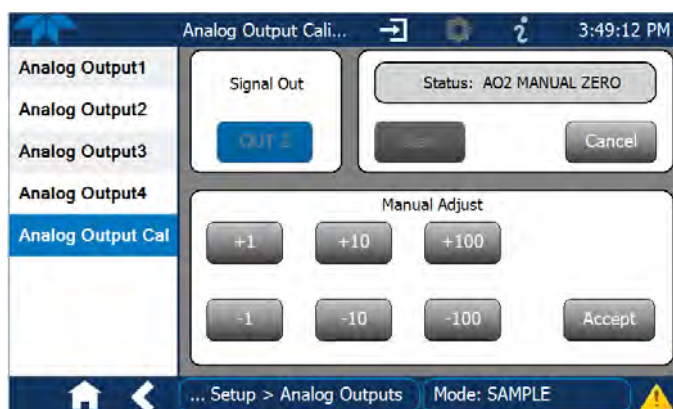 Analog Output Cali...
3:49:12 PM
Analog Output1
Analog Output2
Analog Output3
Analog Output4
Analog Output Cal
Signal Out
OUT 2
Status: AO2 MANUAL ZERO
Cancel
Manual Adjust
+1
+10
+100
-1
-10
-100
Accept
... Setup > Analog Outputs
Mode: SAMPLE